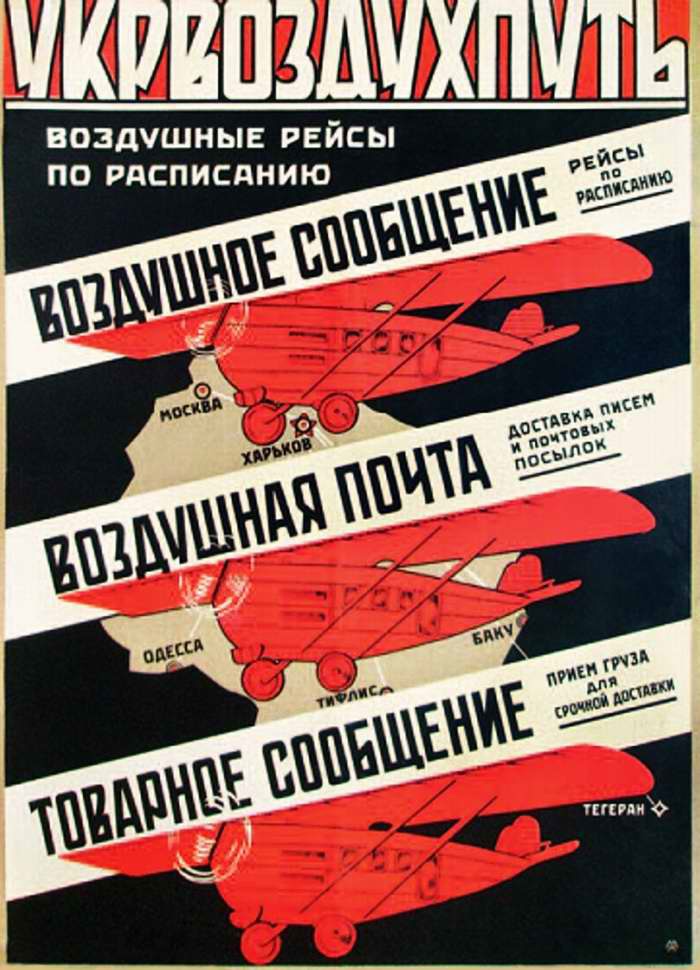 УКРВОЗДУХПУТЬ
ВОЗДУШНЫЕ РЕЙСЫ
ПО РАСПИСАНИЮ
ВОЗДУШНОЕ СООБЩЕНИЕ
РЕЙСЫ
ПО
РАСПИСАНИЮ
МОСКВА
ХАРЬКОВ
ВОЗДУШНАЯ ПОЧТА
ДОСТАВКА ПИСЕМ
И ПОЧТОВЫХ
ПОСЫЛОК
ОДЕССА
БАКУ
ТИФЛИС
ТОВАРНОЕ СООБЩЕНИЕ
ПРИЕМ ГРУЗА
ДЛЯ
СРОЧНОЙ ДОСТАВКИ
ТЕГЕРАН